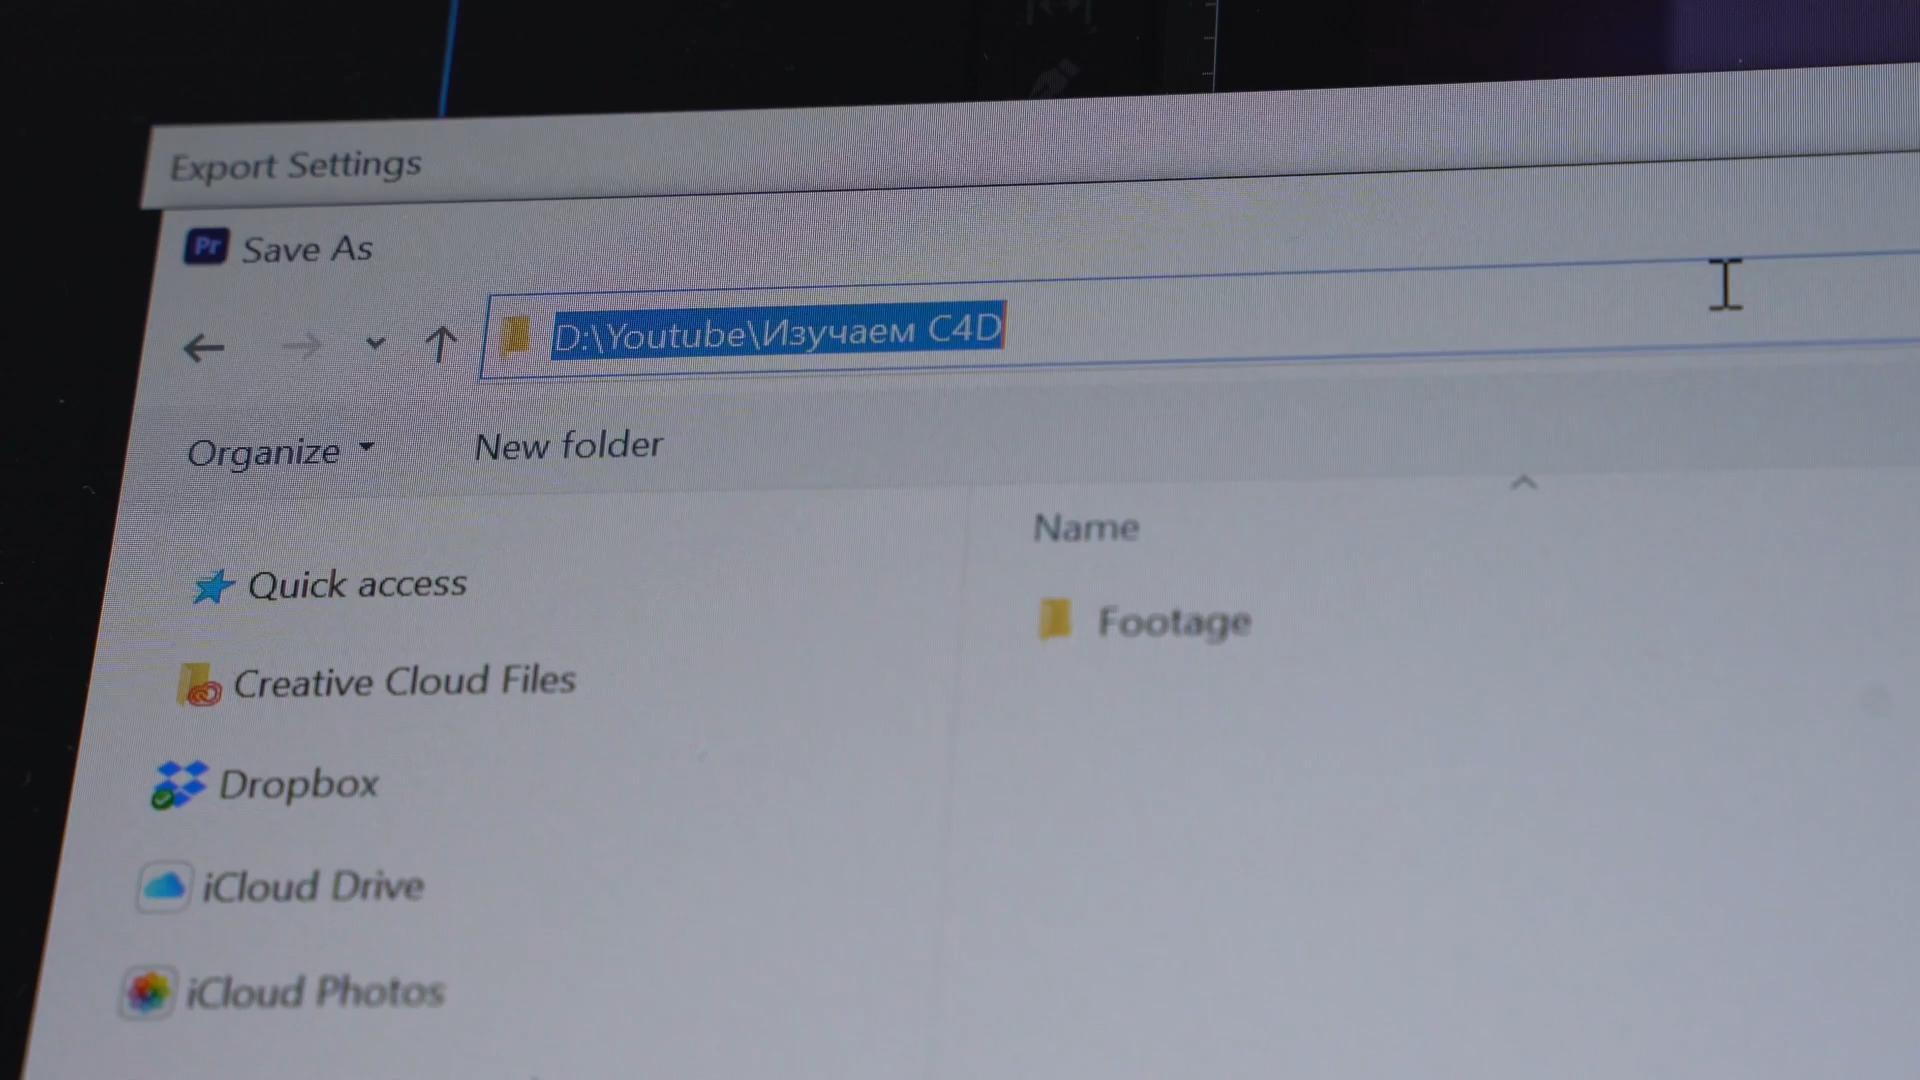 Export Settings
Pr Save As
D:\Youtube\Изучаем C4D
Organize New folder
Name
Quick access
Footage
Creative Cloud Files
Dropbox
iCloud Drive
iCloud Photos